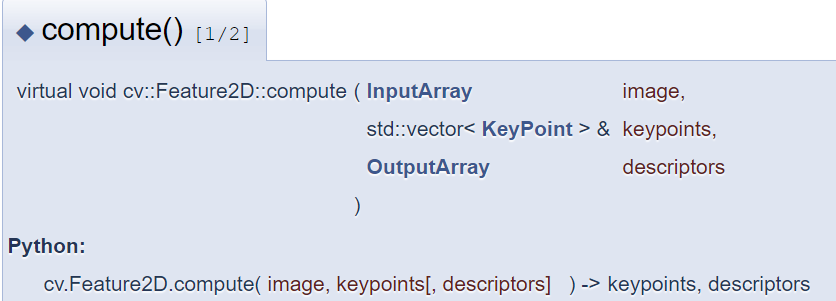 ◆ compute() [1/2]
virtual void cv::Feature2D::compute ( InputArray image,
std::vector< KeyPoint > & keypoints,
OutputArray descriptors
)
Python:
cv.Feature2D.compute( image, keypoints[, descriptors] ) -> keypoints, descriptors